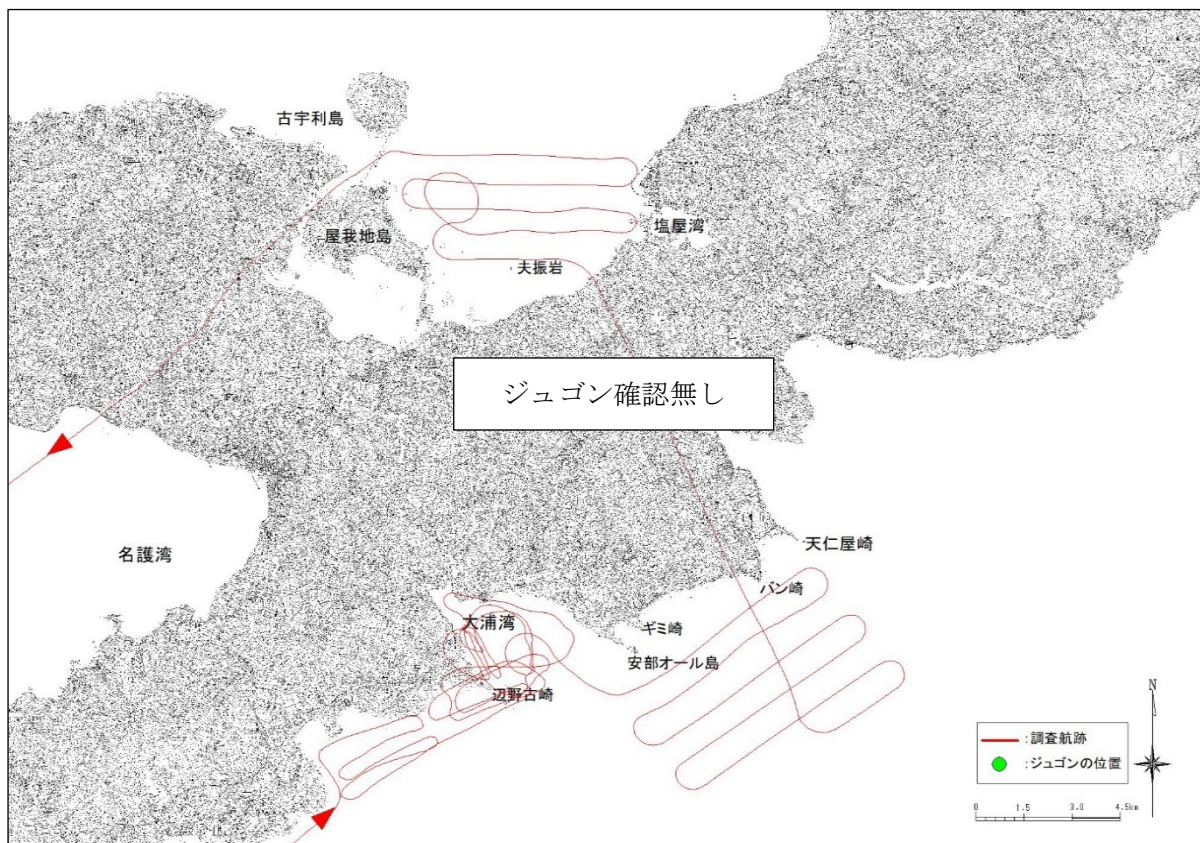 古宇利島
屋我地島
塩屋湾
夫振岩
ジュゴン確認無し
名護湾
天仁屋崎
バン崎
大浦湾
ギミ崎
安部オール島
辺野古崎
N
:調査航跡
:ジュゴンの位置
0 1.5 3.0 4.5km